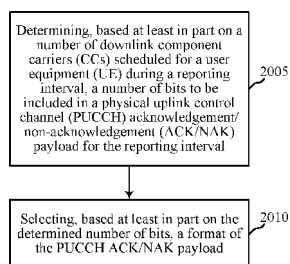 Determining, based at least in part on a
number of downlink component
carriers (CCs) scheduled for a user
equipment (UE) during a reporting
interval, a number of bits to be
included in a physical uplink control
channel (PUCCH) acknowledgement/
non-acknowledgement (ACK/NAK)
payload for the reporting interval
2005
Selecting, based at least in part on the
determined number of bits, a format of
the PUCCH ACK/NAK payload
2010